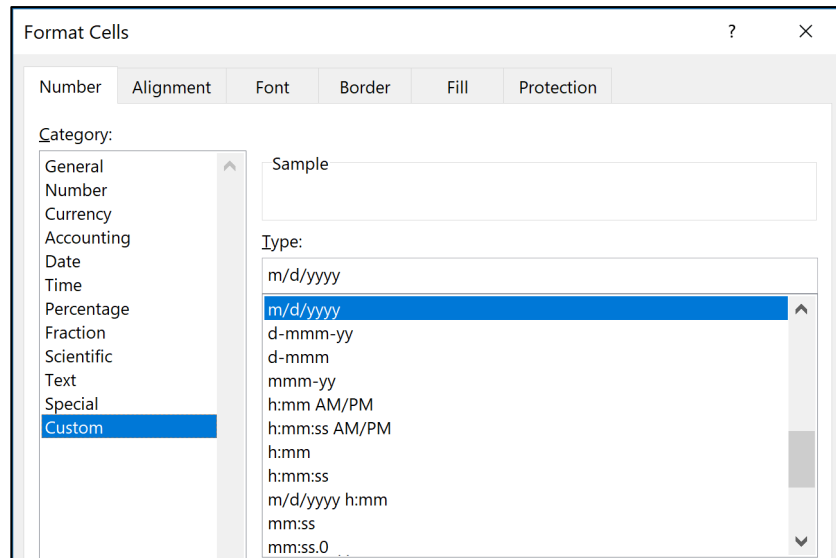 Format Cells ?
Number Alignment Font Border Fill Protection
Category:
General
Number
Currency
Accounting
Date
Time
Percentage
Fraction
Scientific
Text
Special
Custom
Sample
Type:
m/d/yyyy
m/d/yyyy
d-mmm-yy
d-mmm
mmm-yy
h:mm AM/PM
h:mm:ss AM/PM
h:mm
h:mm:ss
m/d/yyyy h:mm
mm:ss
mm:ss.0